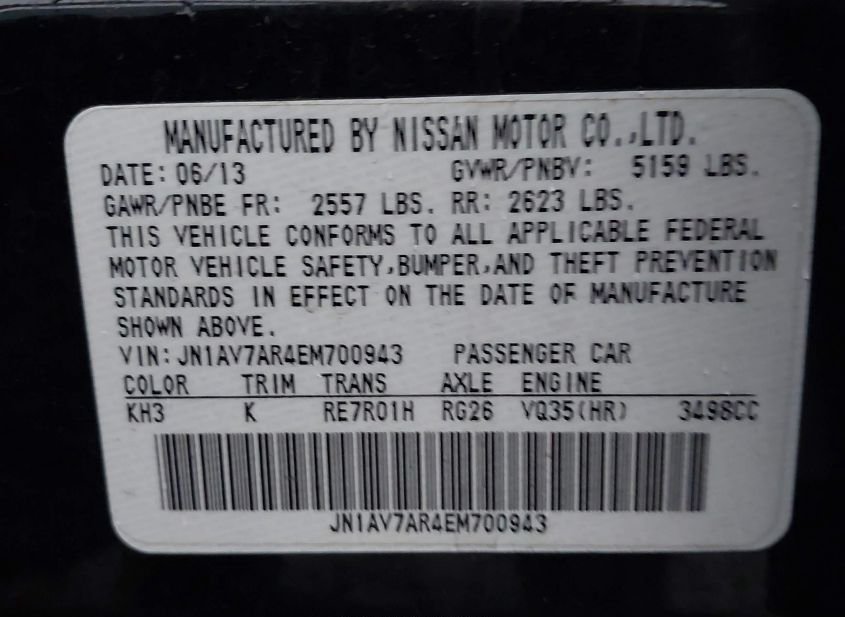 MANUFACTURED BY NISSAN MOTOR CO.,LTD.
DATE: 06/13 GVWR/PNBV: 5159 LBS.
GAWR/PNBE FR: 2557 LBS. RR: 2623 LBS.
THIS VEHICLE CONFORMS TO ALL APPLICABLE FEDERAL
MOTOR VEHICLE SAFETY,BUMPER,AND THEFT PREVENTION
STANDARDS IN EFFECT ON THE DATE OF MANUFACTURE
SHOWN ABOVE.
VIN: JN1AV7AR4EM700943 PASSENGER CAR
COLOR TRIM TRANS AXLE ENGINE
KH3 K RE7R01H RG26 VQ35(HR) 3498CC
JN1AV7AR4EM700943